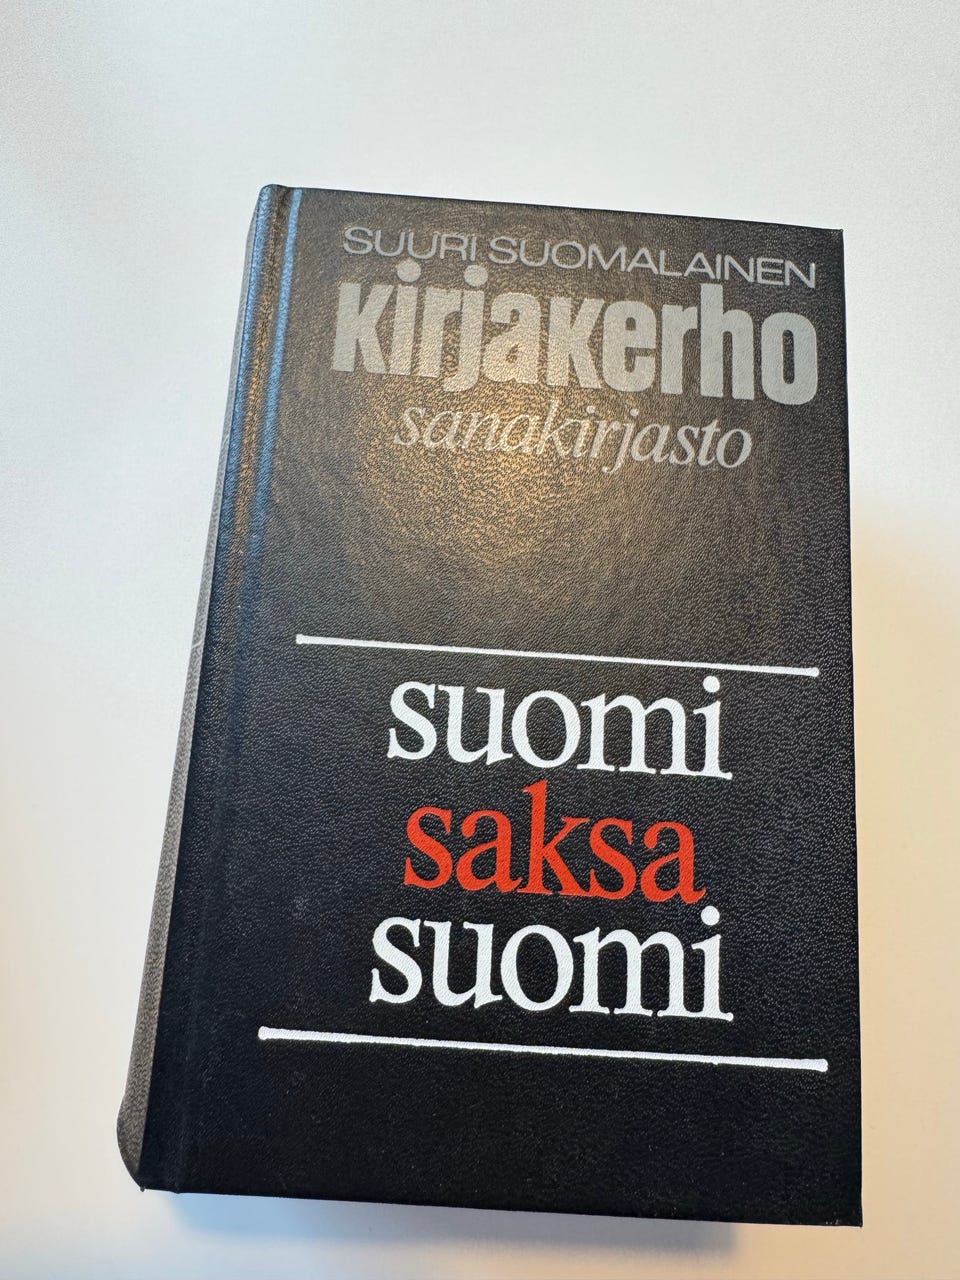 SUURI SUOMALAINEN
kirjakerho
sanakirjasto
suomi
saksa
suomi